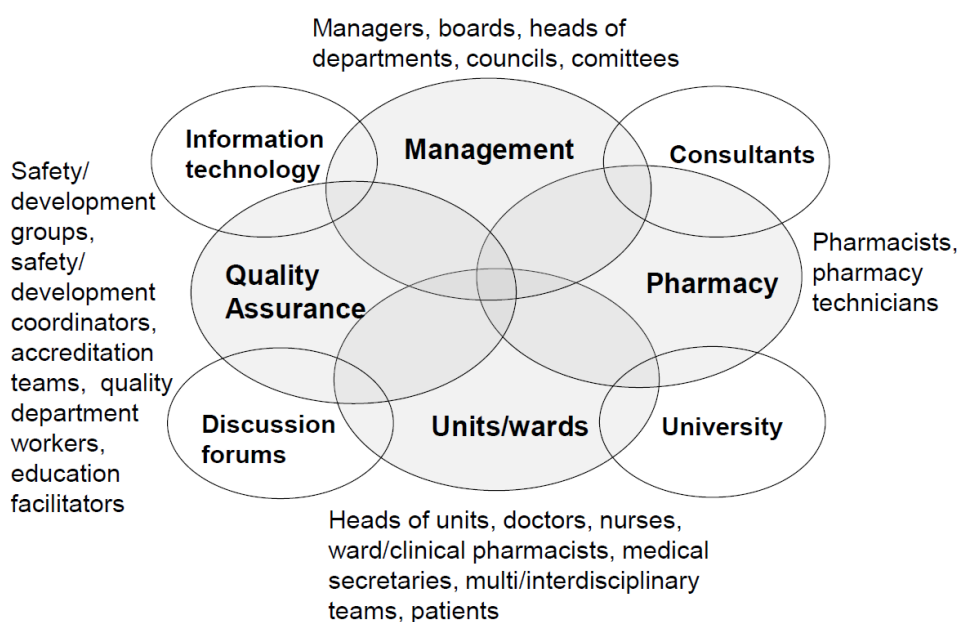 Managers, boards, heads of
departments, councils, comittees
Information
technology
Management
Consultants
Safety/
development
groups,
safety/
development
coordinators,
accreditation
teams,  quality
department
workers,
education
facilitators
Quality
Assurance
Pharmacy
Pharmacists,
pharmacy
technicians
Discussion
forums
Units/wards
University
Heads of units, doctors, nurses,
ward/clinical pharmacists, medical
secretaries, multi/interdisciplinary
teams, patients